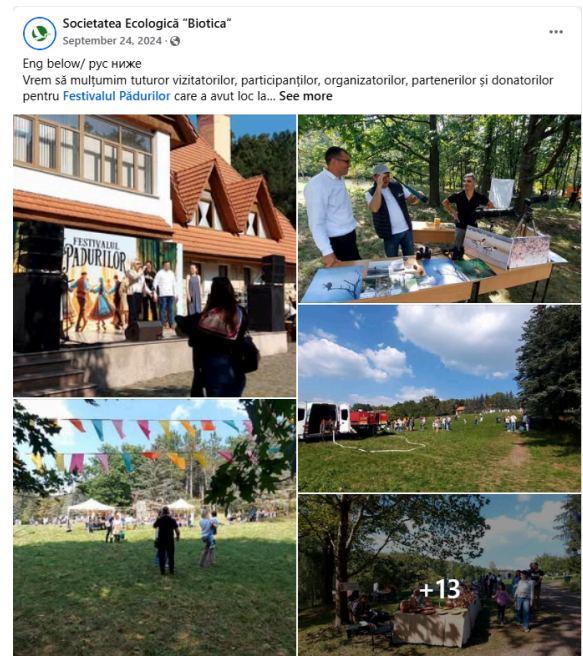 Societatea Ecologică “Biotica”
September 24, 2024 ·
Eng below/ рус ниже
Vrem să mulțumim tuturor vizitatorilor, participanților, organizatorilor, partenerilor și donatorilor
pentru Festivalul Pădurilor care a avut loc la... See more
FESTIVALUL
PĂDURILOR
+13